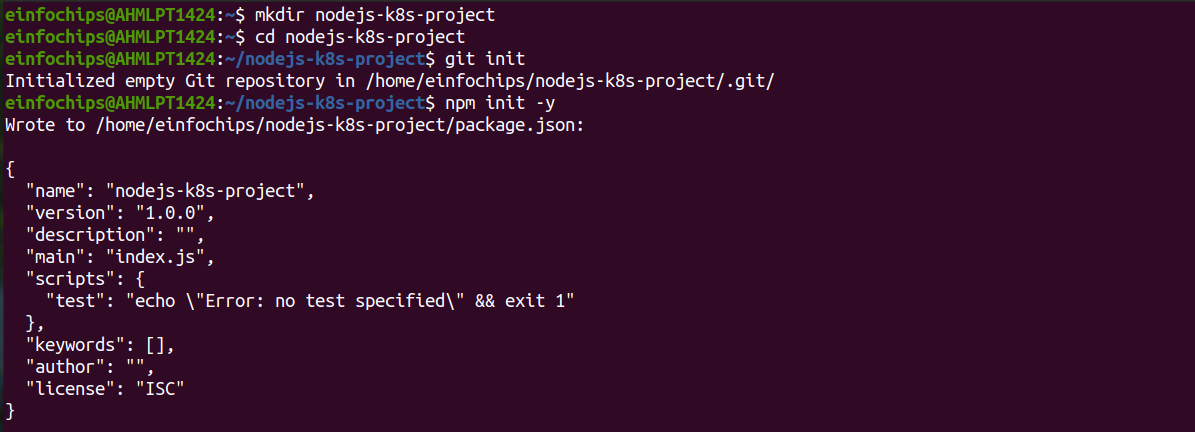 einfochips@AHMLPT1424:~$ mkdir nodejs-k8s-project
einfochips@AHMLPT1424:~$ cd nodejs-k8s-project
einfochips@AHMLPT1424:~/nodejs-k8s-project$ git init
Initialized empty Git repository in /home/einfochips/nodejs-k8s-project/.git/
einfochips@AHMLPT1424:~/nodejs-k8s-project$ npm init -y
Wrote to /home/einfochips/nodejs-k8s-project/package.json:

{
  "name": "nodejs-k8s-project",
  "version": "1.0.0",
  "description": "",
  "main": "index.js",
  "scripts": {
    "test": "echo \"Error: no test specified\" && exit 1"
  },
  "keywords": [],
  "author": "",
  "license": "ISC"
}